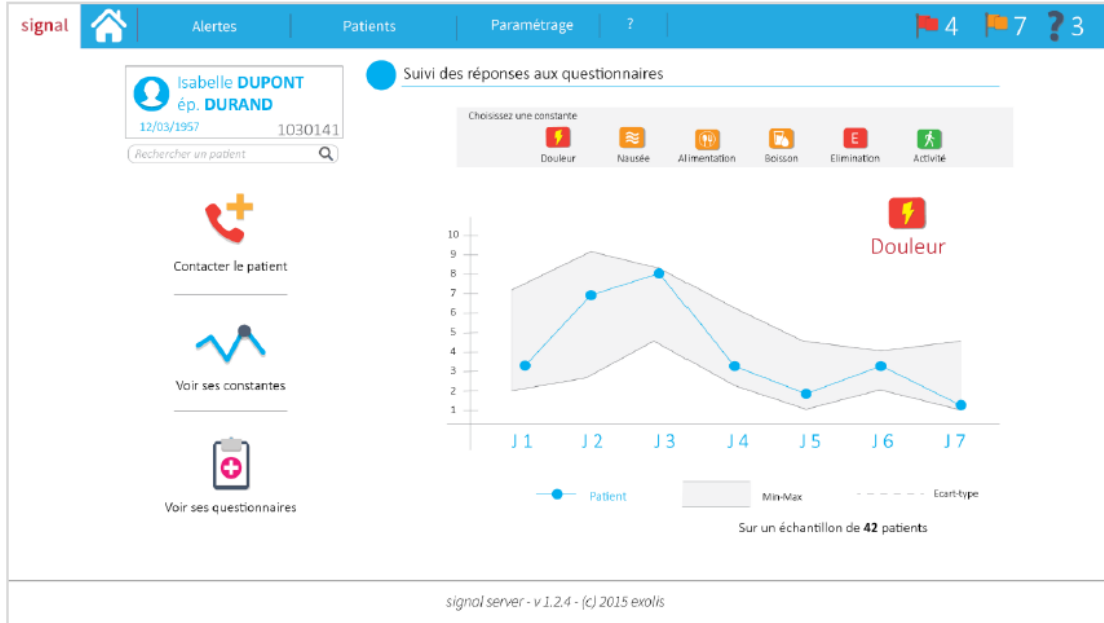 signal
Alertes
Patients
Paramétrage
?
4
7
?
3
Isabelle DUPONT
ép. DURAND
12/03/1957
1030141
Rechercher un patient
Contacter le patient
Voir ses constantes
Voir ses questionnaires
Suivi des réponses aux questionnaires
Choisissez une constante
Douleur
Nausée
Alimentation
Boisson
E
Elimination
Activité
Douleur
10
9
8
7
6
5
4
3
2
1
J 1 J 2 J 3 J 4 J 5 J 6 J 7
Patient
Min-Max
Ecart-type
Sur un échantillon de 42 patients
signal server - v 1.2.4 - (c) 2015 exolis